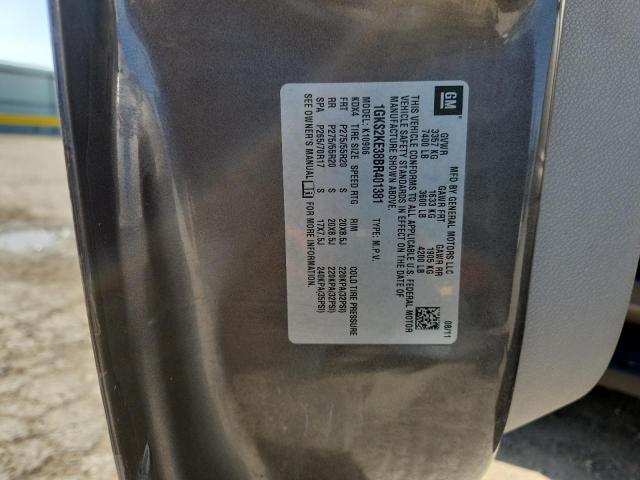 GM
MFD BY GENERAL MOTORS LLC
GVWR GAWR FRT GAWR RR
3357 KG 1633 KG 1905 KG
7400 LB 3600 LB 4200 LB
08/11
THIS VEHICLE CONFORMS TO ALL APPLICABLE U.S. FEDERAL MOTOR
VEHICLE SAFETY STANDARDS IN EFFECT ON THE DATE OF
MANUFACTURE SHOWN ABOVE.
1GKS2KE38BR401381 TYPE: M.P.V.
MODEL: K10906
KDX4 TIRE SIZE SPEED RTG RIM COLD TIRE PRESSURE
FRT P275/55R20 S 20X8.5J 220KPA(32PSI)
RR P275/55R20 S 20X8.5J 220KPA(32PSI)
SPA P265/70R17 S 17X7.5J 240KPA(35PSI)
SEE OWNER'S MANUAL FOR MORE INFORMATION.